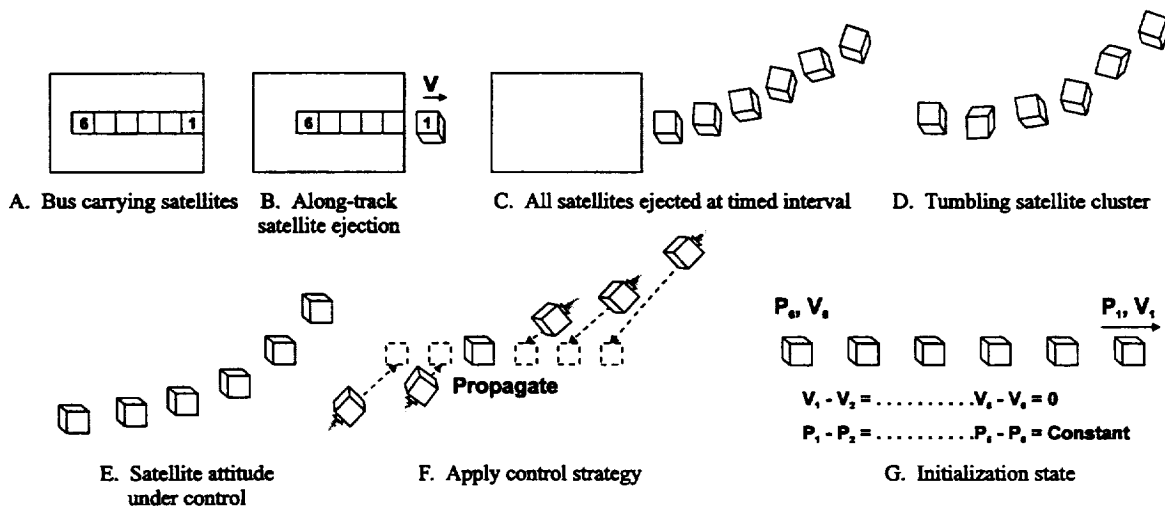 6 1
A. Bus carrying satellites
6
V
1
B. Along-track
satellite ejection
C. All satellites ejected at timed interval
D. Tumbling satellite cluster
E. Satellite attitude
under control
Propagate
F. Apply control strategy
P₆, V₆
P₁, V₁
V₁ - V₂ = . . . . . . . . . . V₅ - V₆ = 0
P₁ - P₂ = . . . . . . . . . . P₅ - P₆ = Constant
G. Initialization state